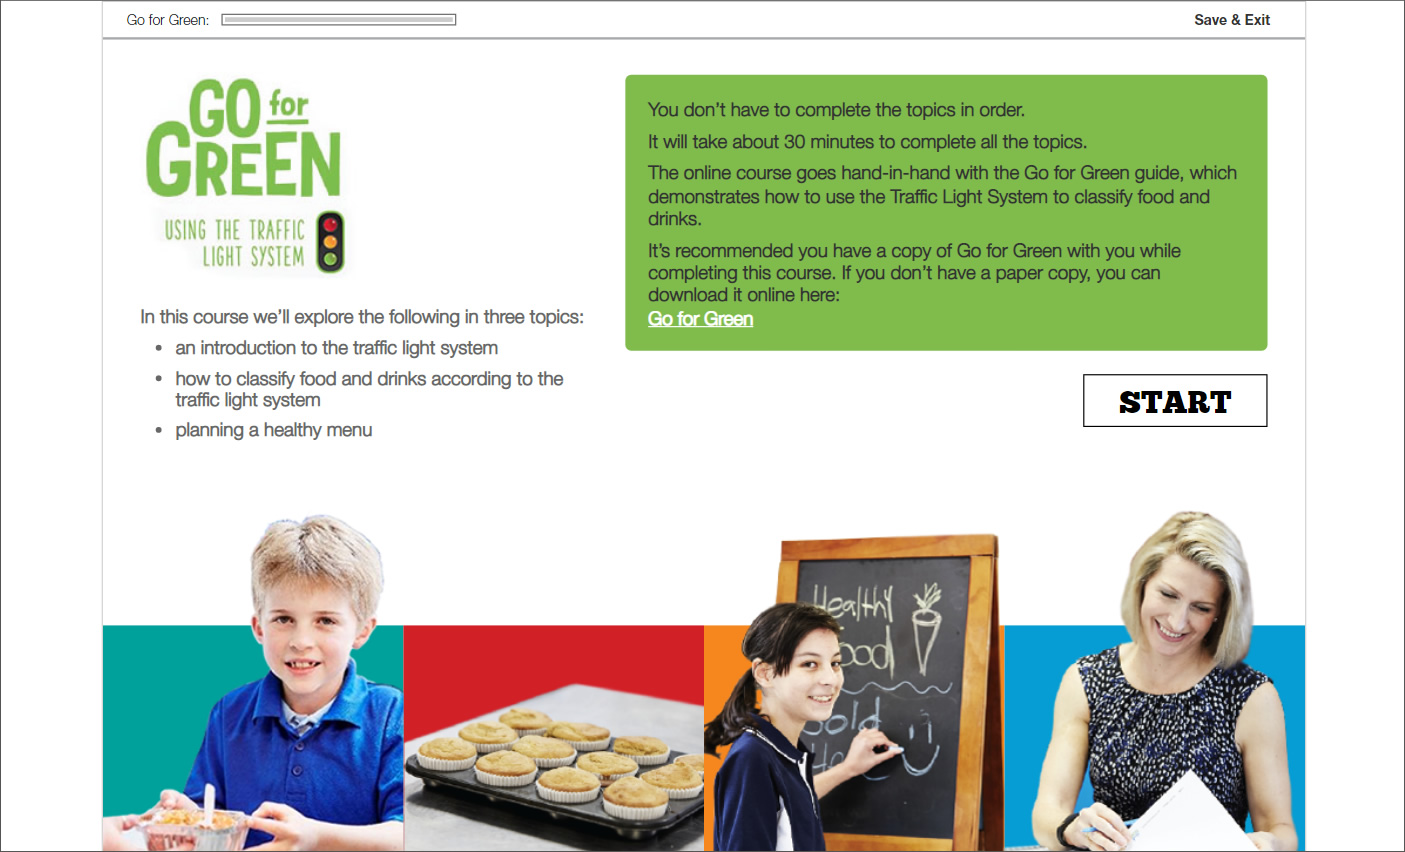 Go for Green:
Save & Exit
GO for
GREEN
USING THE TRAFFIC
LIGHT SYSTEM
In this course we'll explore the following in three topics:
• an introduction to the traffic light system
• how to classify food and drinks according to the
traffic light system
• planning a healthy menu
You don't have to complete the topics in order.
It will take about 30 minutes to complete all the topics.
The online course goes hand-in-hand with the Go for Green guide, which
demonstrates how to use the Traffic Light System to classify food and
drinks.
It's recommended you have a copy of Go for Green with you while
completing this course. If you don't have a paper copy, you can
download it online here:
Go for Green
START
Healthy